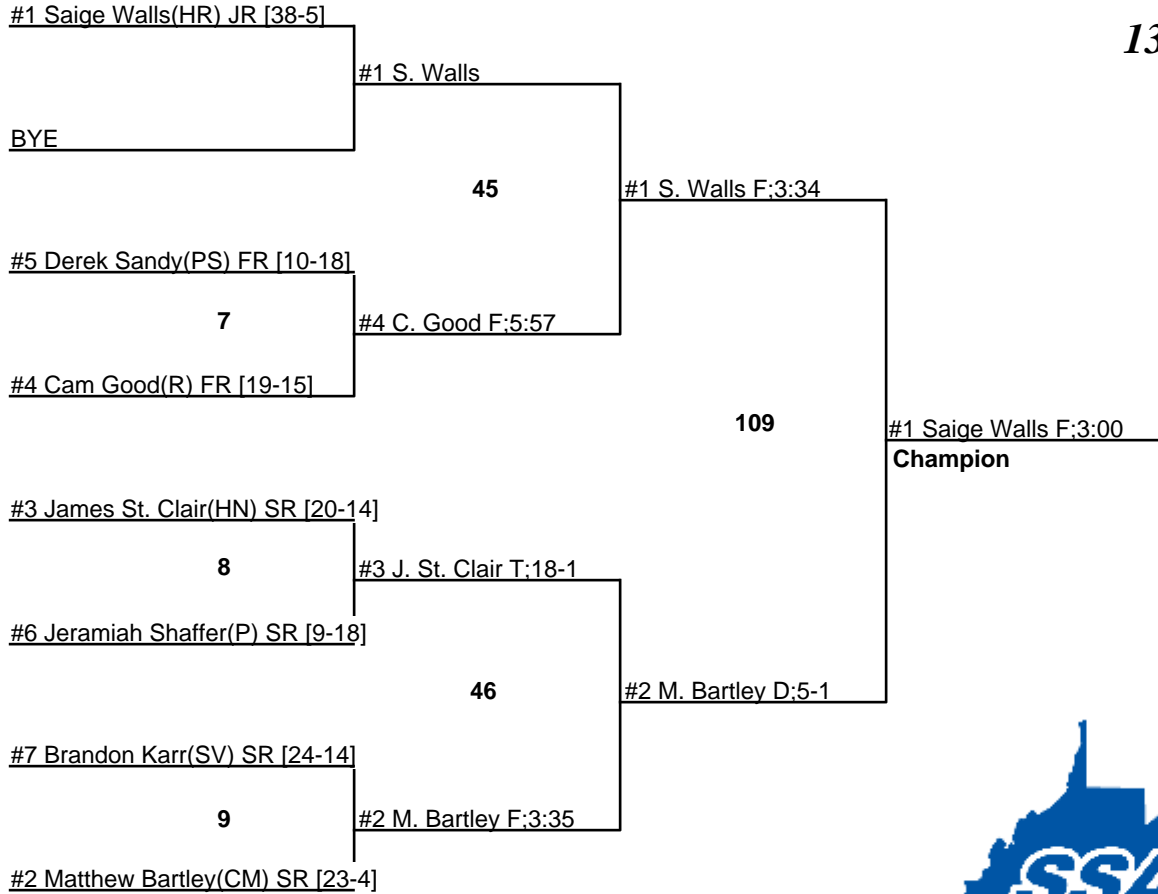 #1 Saige Walls(HR) JR [38-5]
13
#1 S. Walls
BYE
45
#1 S. Walls F;3:34
#5 Derek Sandy(PS) FR [10-18]
7
#4 C. Good F;5:57
#4 Cam Good(R) FR [19-15]
109
#1 Saige Walls F;3:00
Champion
#3 James St. Clair(HN) SR [20-14]
8
#3 J. St. Clair T;18-1
#6 Jeramiah Shaffer(P) SR [9-18]
46
#2 M. Bartley D;5-1
#7 Brandon Karr(SV) SR [24-14]
9
#2 M. Bartley F;3:35
#2 Matthew Bartley(CM) SR [23-4]